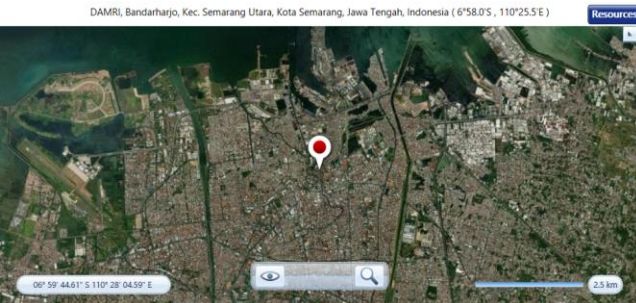 DAMRI, Bandarharjo, Kec. Semarang Utara, Kota Semarang, Jawa Tengah, Indonesia ( 6°58.0'S , 110°25.5'E )
Resources
06° 59' 44.61" S 110° 28' 04.59" E
2.5 km